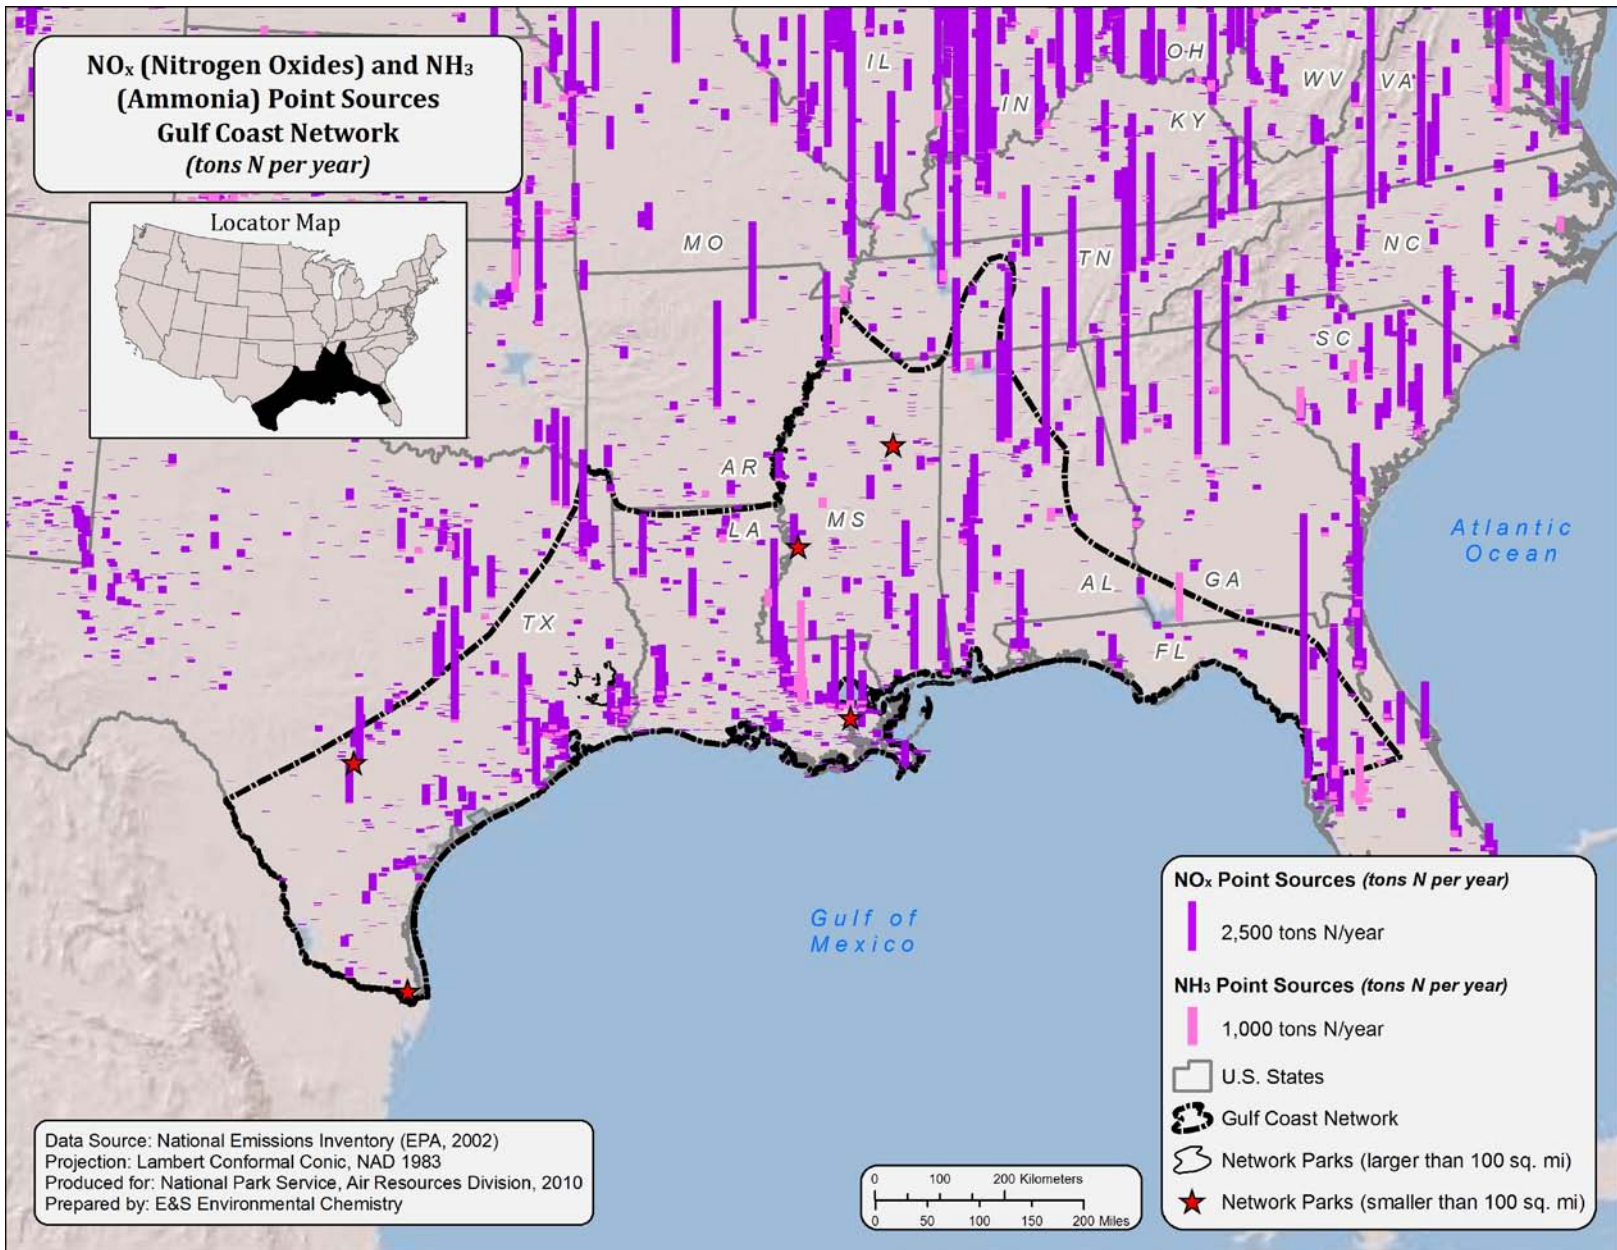 NOx (Nitrogen Oxides) and NH3
(Ammonia) Point Sources
Gulf Coast Network
(tons N per year)
Locator Map
IL
IN
OH
WV
VA
KY
MO
TN
NC
SC
AR
LA
MS
AL
GA
TX
FL
Atlantic
Ocean
Gulf of
Mexico
NOx Point Sources (tons N per year)
2,500 tons N/year
NH3 Point Sources (tons N per year)
1,000 tons N/year
U.S. States
Gulf Coast Network
Network Parks (larger than 100 sq. mi)
Network Parks (smaller than 100 sq. mi)
Data Source: National Emissions Inventory (EPA, 2002)
Projection: Lambert Conformal Conic, NAD 1983
Produced for: National Park Service, Air Resources Division, 2010
Prepared by: E&S Environmental Chemistry
0 100 200 Kilometers
0 50 100 150 200 Miles